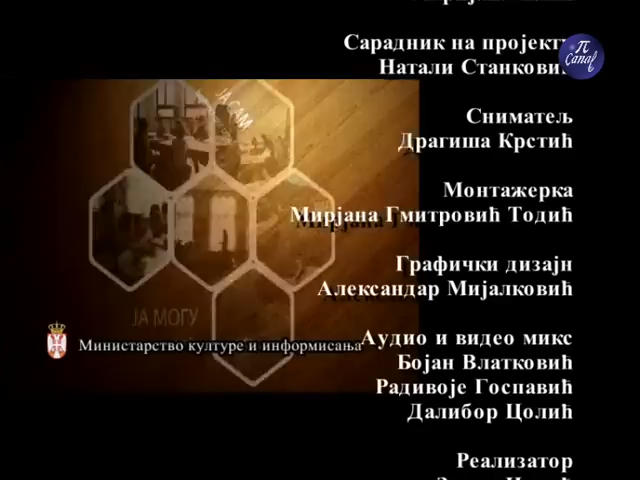 Сарадник на пројекту
Натали Станковић
π
Canal
Сниматељ
Драгиша Крстић
ЈА САМ
Монтажерка
Мирјана Гмитровић Тодић
Графички дизајн
Александар Мијалковић
ЈА МОГУ
Министарство културе и информисања
Аудио и видео микс
Бојан Влатковић
Радивоје Госпавић
Далибор Цолић
Реализатор